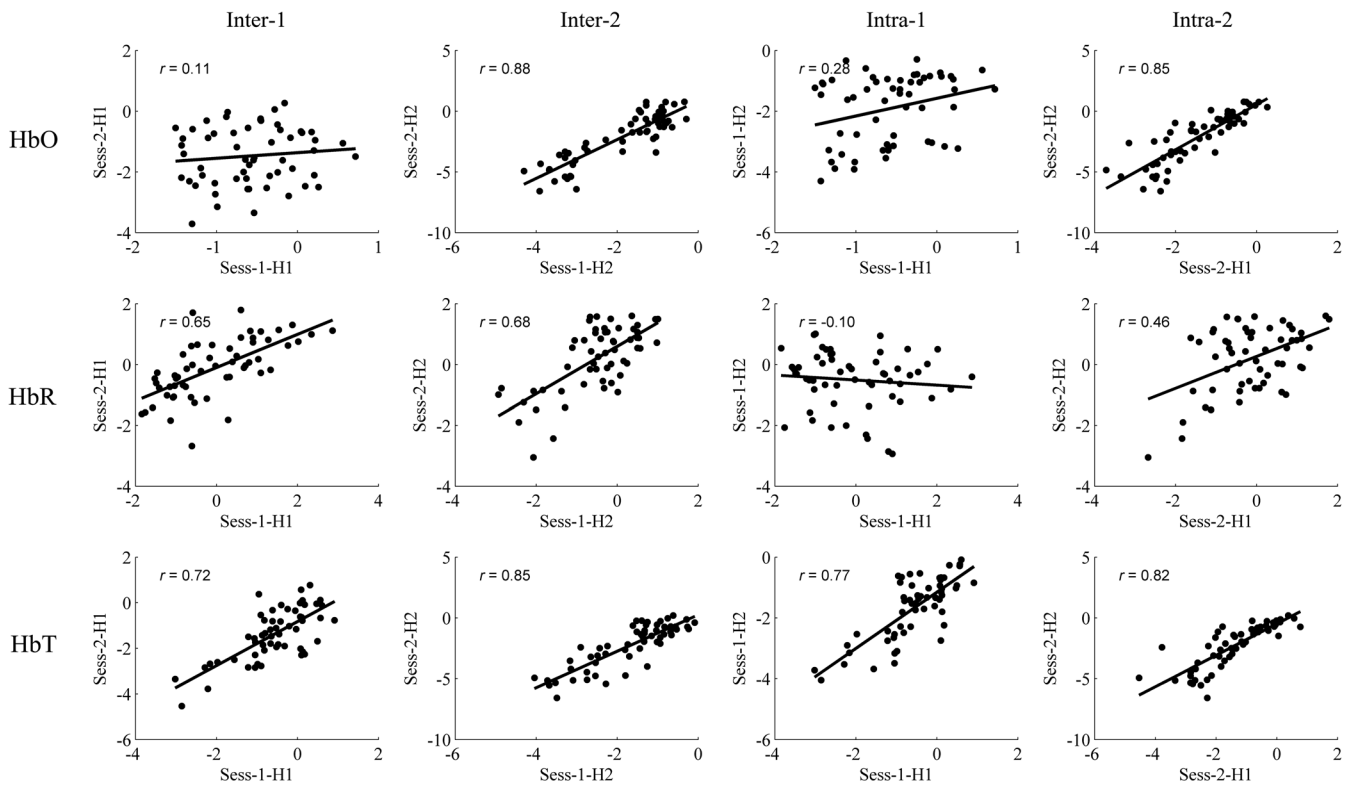 Inter-1 Inter-2 Intra-1 Intra-2
HbO
2
0
-2
-4
-2 -1 0 1
Sess-2-H1
Sess-1-H1
r = 0.11
5
0
-5
-10
-6 -4 -2 0
Sess-2-H2
Sess-1-H2
r = 0.88
0
-2
-4
-6
-2 -1 0 1
Sess-1-H2
Sess-1-H1
r = 0.28
5
0
-5
-10
-4 -2 0 2
Sess-2-H2
Sess-2-H1
r = 0.85
HbR
2
0
-2
-4
-2 0 2 4
Sess-2-H1
Sess-1-H1
r = 0.65
2
0
-2
-4
-4 -2 0 2
Sess-2-H2
Sess-1-H2
r = 0.68
2
0
-2
-4
-2 0 2 4
Sess-1-H2
Sess-1-H1
r = -0.10
2
0
-2
-4
-4 -2 0 2
Sess-2-H2
Sess-2-H1
r = 0.46
HbT
2
0
-2
-4
-6
-4 -2 0 2
Sess-2-H1
Sess-1-H1
r = 0.72
5
0
-5
-10
-6 -4 -2 0
Sess-2-H2
Sess-1-H2
r = 0.85
0
-2
-4
-6
-4 -2 0 2
Sess-1-H2
Sess-1-H1
r = 0.77
5
0
-5
-10
-6 -4 -2 0 2
Sess-2-H2
Sess-2-H1
r = 0.82